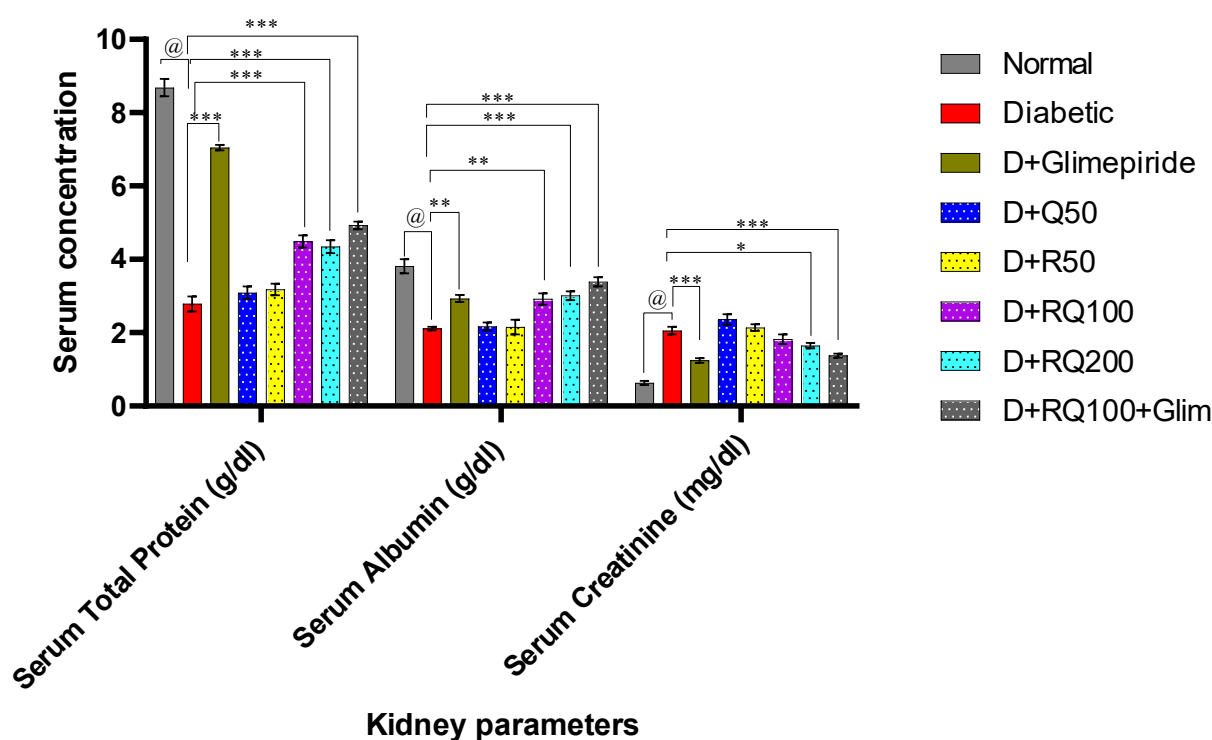 Serum concentration
10
8
6
4
2
0
@
***
***
***
***
@
**
**
***
***
@
***
*
***
Serum Total Protein (g/dl)
Serum Albumin (g/dl)
Serum Creatinine (mg/dl)
Kidney parameters
Normal
Diabetic
D+Glimepiride
D+Q50
D+R50
D+RQ100
D+RQ200
D+RQ100+Glim